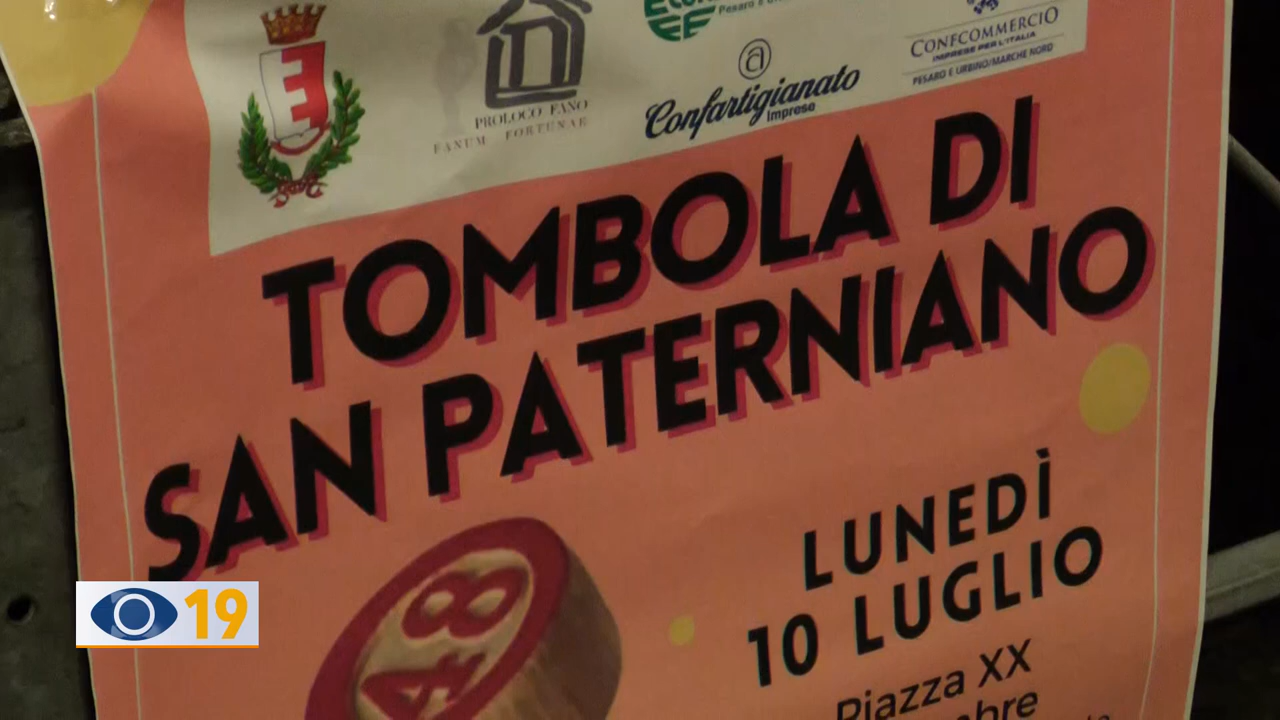 PROLOCO FANO
FANUM FORTUNAE
Confartigianato
Imprese
CONFCOMMERCIO
IMPRESE PER L'ITALIA
PESARO E URBINO/MARCHE NORD
TOMBOLA DI
SAN PATERNIANO
LUNEDÌ
10 LUGLIO
Piazza XX
48
19